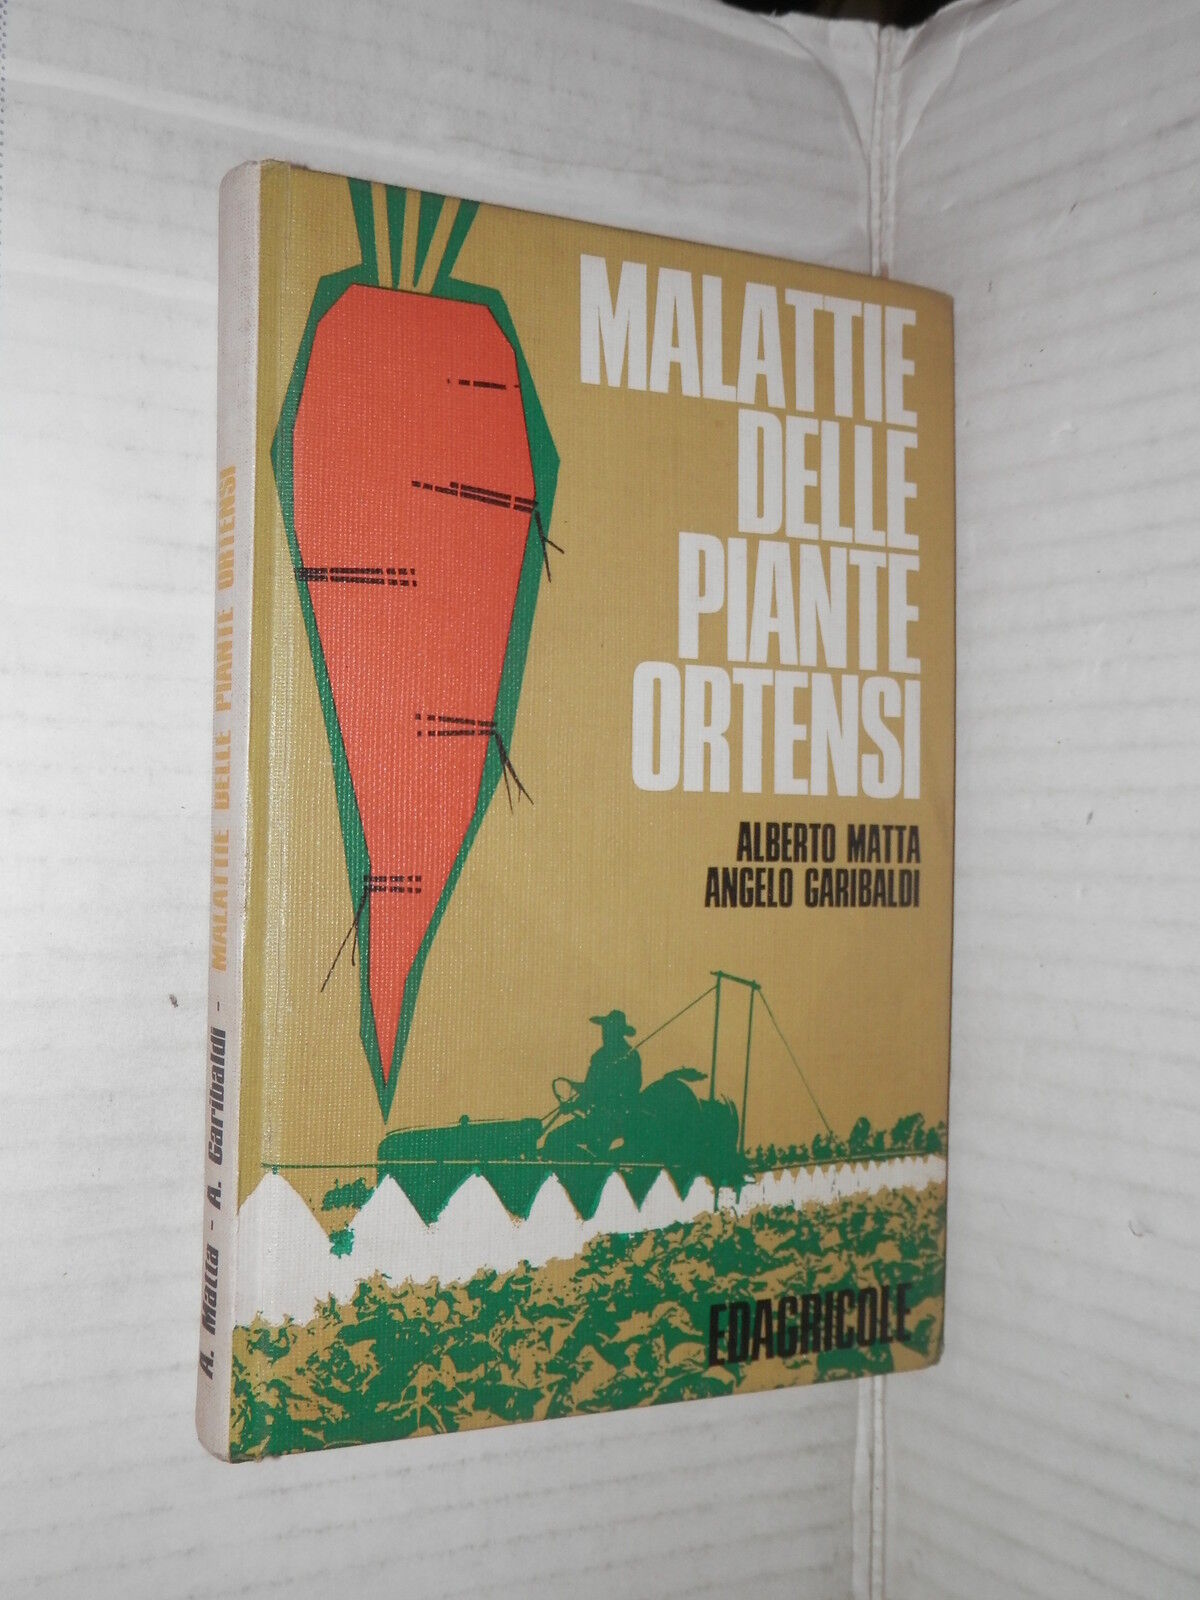 MALATTIE
DELLE
PIANTE
ORTENSI
ALBERTO MATTA
ANGELO GARIBALDI
EDAGRICOLE
A. Matta - A. Garibaldi - MALATTIE DELLE PIANTE ORTENSI